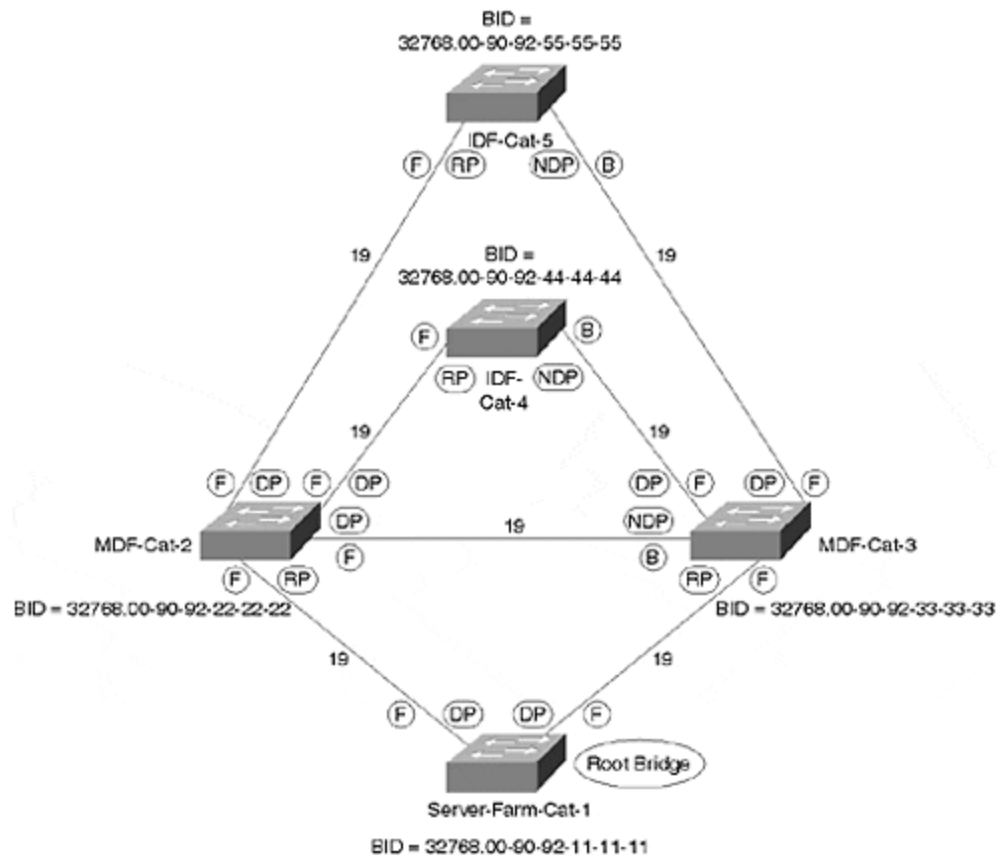 BID =
32768.00-90-92-55-55-55
IDF-Cat-5
F
RP
NDP
B
19
19
BID =
32768.00-90-92-44-44-44
F
B
RP
IDF-
Cat-4
NDP
19
19
F
DP
F
DP
DP
F
DP
F
DP
NDP
19
MDF-Cat-2
MDF-Cat-3
F
B
F
RP
RP
F
BID = 32768.00-90-92-22-22-22
BID = 32768.00-90-92-33-33-33
19
19
F
DP
DP
F
Root Bridge
Server-Farm-Cat-1
BID = 32768.00-90-92-11-11-11